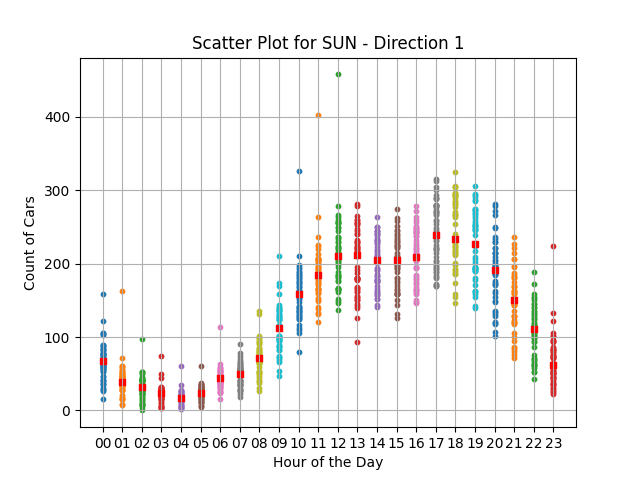 Scatter Plot for SUN - Direction 1
Count of Cars
400
300
200
100
0
00 01 02 03 04 05 06 07 08 09 10 11 12 13 14 15 16 17 18 19 20 21 22 23
Hour of the Day